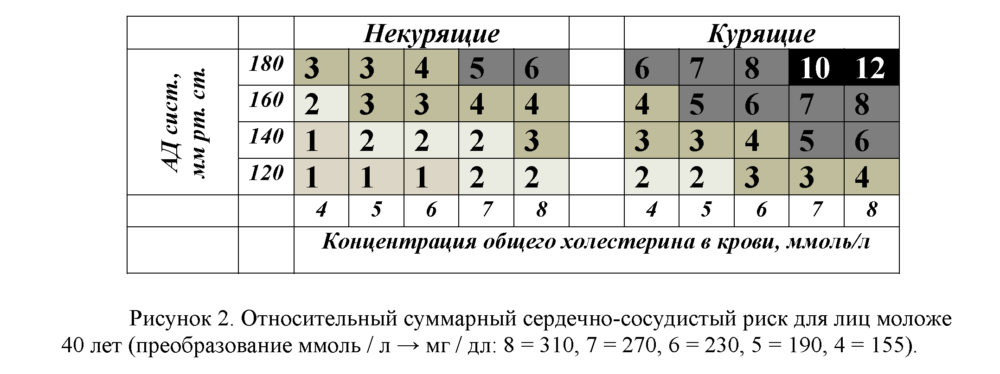 Некурящие Курящие
АД сист., мм рт. ст.
180 3 3 4 5 6 6 7 8 10 12
160 2 3 3 4 4 4 5 6 7 8
140 1 2 2 2 3 3 3 4 5 6
120 1 1 1 2 2 2 2 3 3 4
4 5 6 7 8 4 5 6 7 8
Концентрация общего холестерина в крови, ммоль/л
Рисунок 2. Относительный суммарный сердечно-сосудистый риск для лиц моложе
40 лет (преобразование ммоль / л → мг / дл: 8 = 310, 7 = 270, 6 = 230, 5 = 190, 4 = 155).